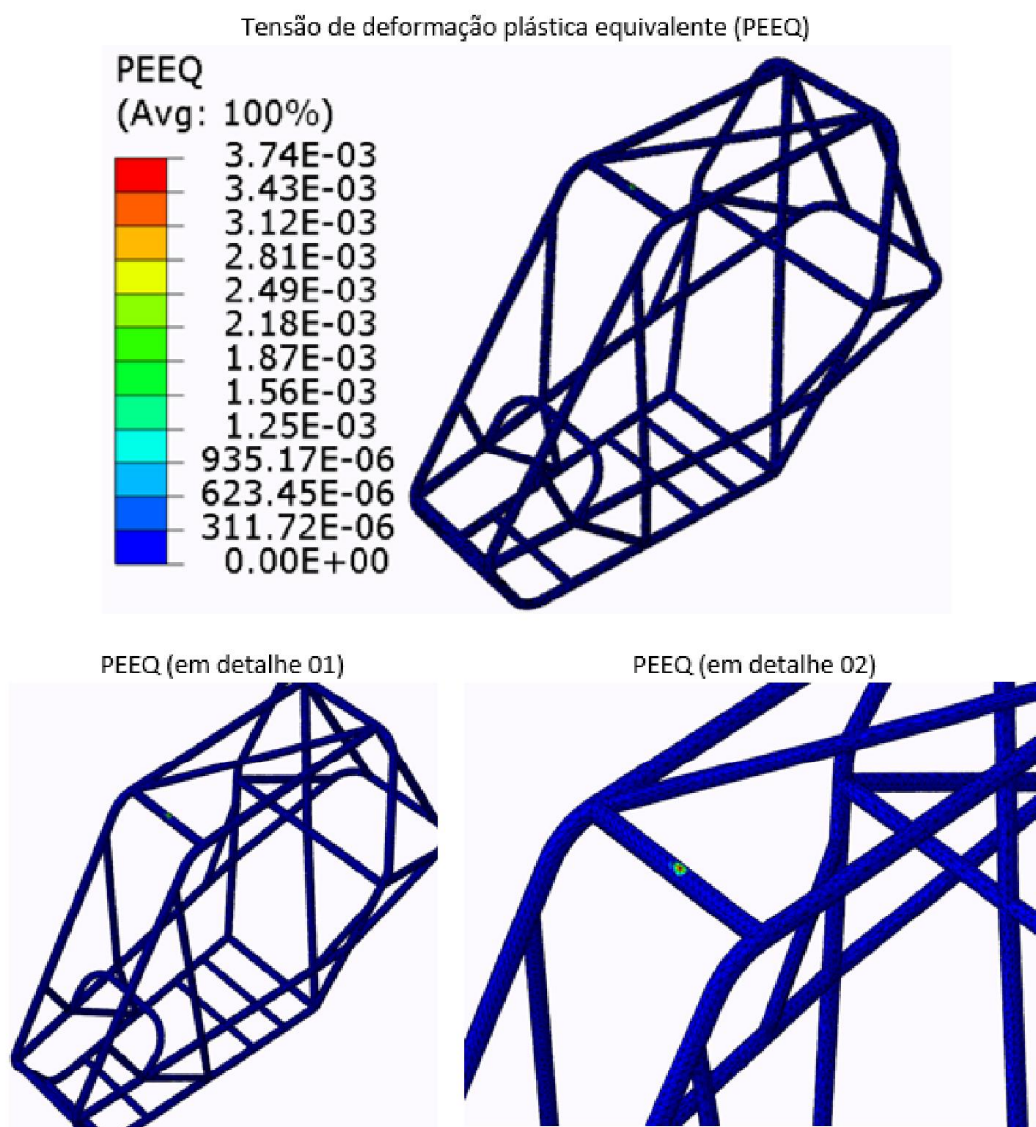 Tensão de deformação plástica equivalente (PEEQ)
PEEQ
(Avg: 100%)
3.74E-03
3.43E-03
3.12E-03
2.81E-03
2.49E-03
2.18E-03
1.87E-03
1.56E-03
1.25E-03
935.17E-06
623.45E-06
311.72E-06
0.00E+00
PEEQ (em detalhe 01)
PEEQ (em detalhe 02)